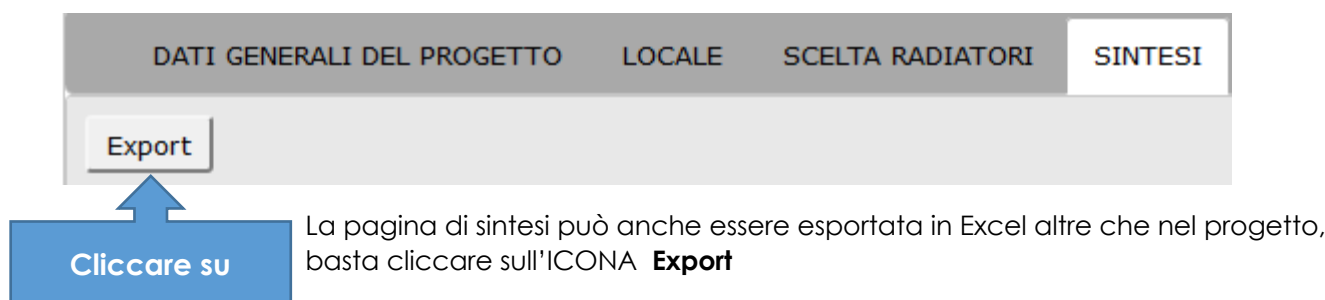 DATI GENERALI DEL PROGETTO LOCALE SCELTA RADIATORI SINTESI
Export
La pagina di sintesi può anche essere esportata in Excel altre che nel progetto,
basta cliccare sull'ICONA Export
Cliccare su